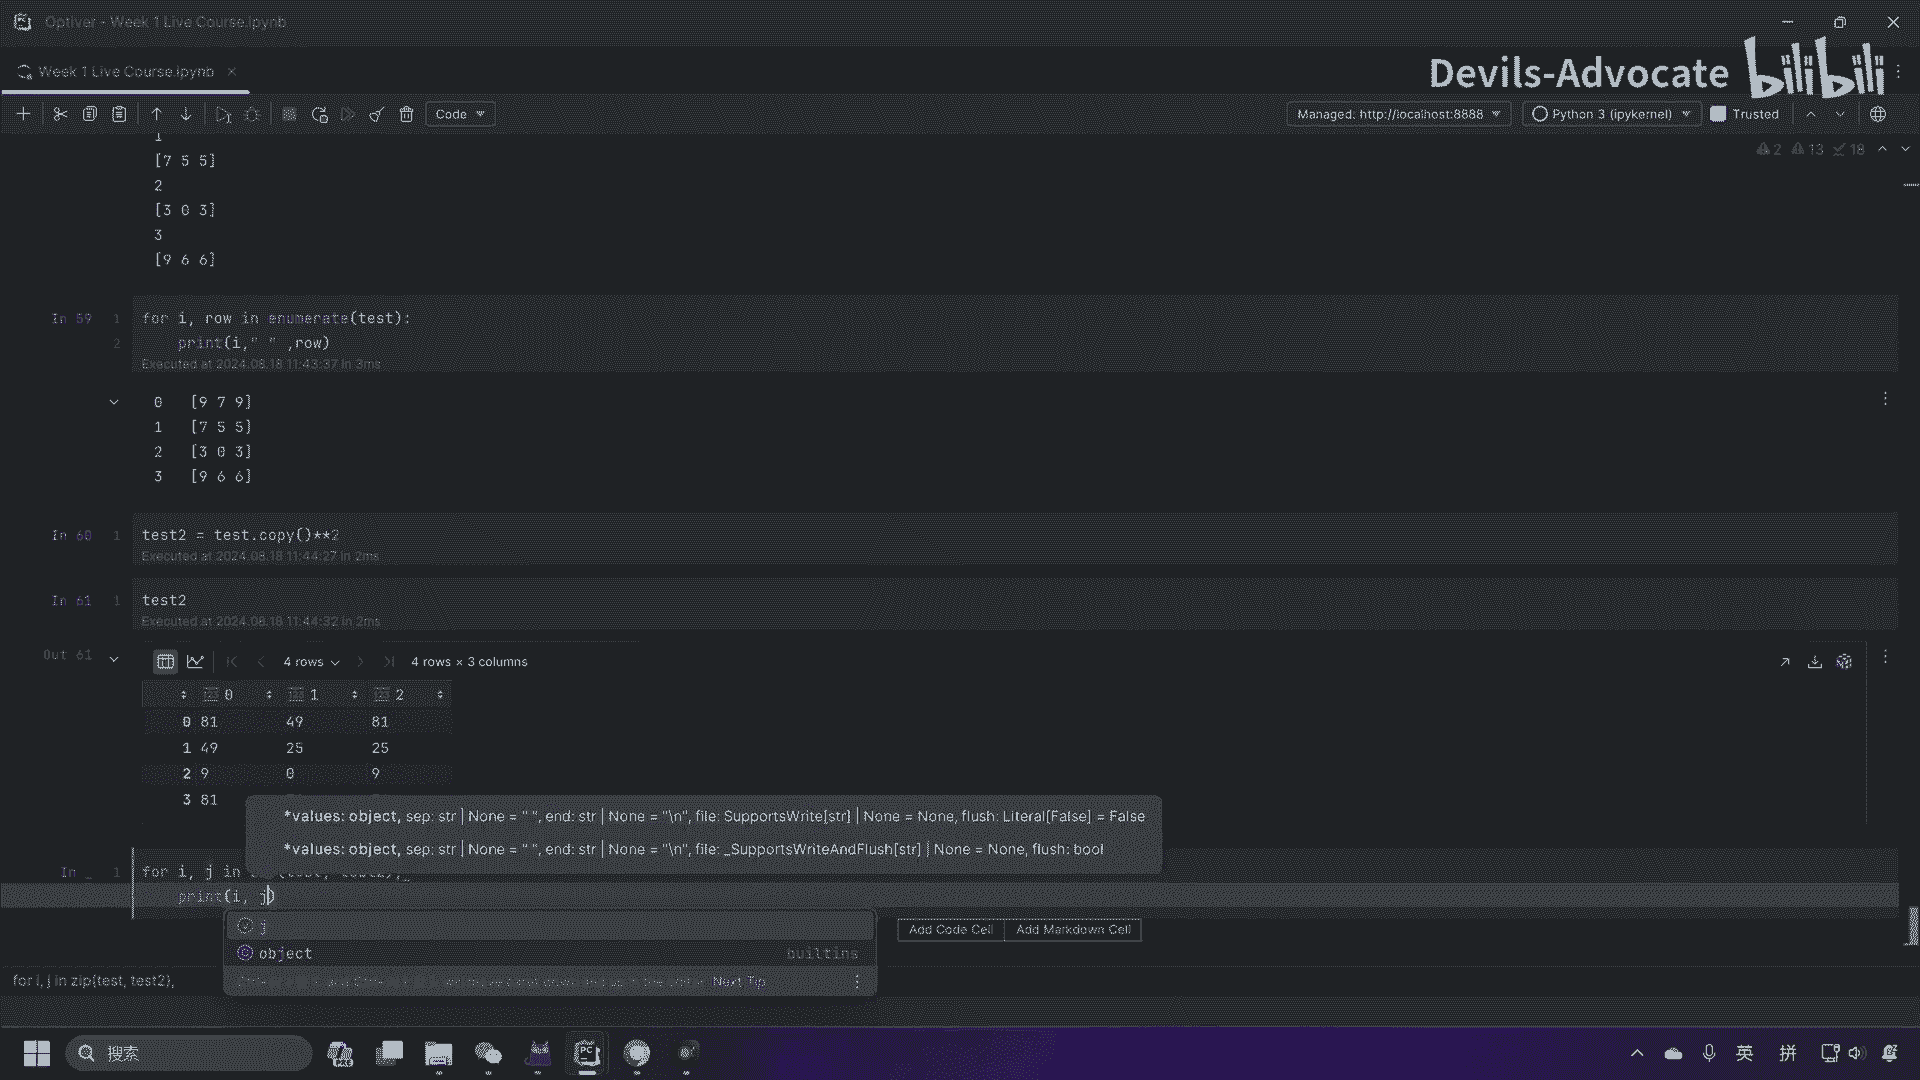 Optiver - Week 1 Live Course.ipynb
Week 1 Live Course.ipynb
Devils-Advocate bilibili
Code
Managed: http://localhost:8888
Python 3 (ipykernel)
Trusted
2 13 18
1
[7 5 5]
2
[3 0 3]
3
[9 6 6]
In 59
1 for i, row in enumerate(test):
2 print(i," " ,row)
Executed at 2024.08.18 11:43:37 in 3ms
0 [9 7 9]
1 [7 5 5]
2 [3 0 3]
3 [9 6 6]
In 60 1 test2 = test.copy()**2
Executed at 2024.08.18 11:44:27 in 2ms
In 61 1 test2
Executed at 2024.08.18 11:44:32 in 2ms
Out 61
4 rows 4 rows × 3 columns
123 0 123 1 123 2
0 81 49 81
1 49 25 25
2 9 0 9
3 81
*values: object, sep: str | None = " ", end: str | None = "\n", file: SupportsWrite[str] | None = None, flush: Literal[False] = False
*values: object, sep: str | None = " ", end: str | None = "\n", file: _SupportsWriteAndFlush[str] | None = None, flush: bool
In _ 1 for i, j in
print(i, j)
j
object builtins
Next Tip
Add Code Cell Add Markdown Cell
for i, j in zip(test, test2),
搜索
英
拼